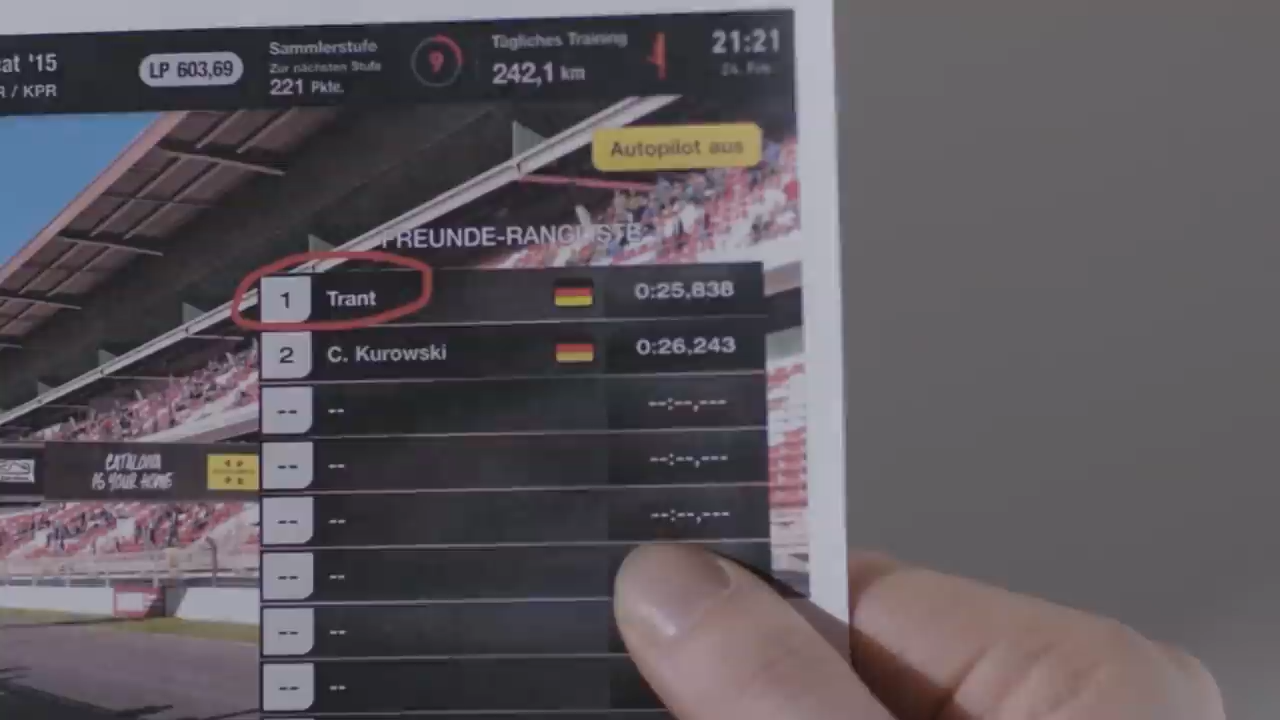 at '15
R / KPR
LP 603,69
Sammlerstufe
Zur nächsten Stufe
221 Pkte.
9
Tägliches Training
242,1 km
21:21
Autopilot aus
FREUNDE-RANGLISTE
1 Trant 0:25,838
2 C. Kurowski 0:26,243
-- -- --:--,---
-- -- --:--,---
-- -- --:--,---
-- --
-- --
-- --
CATALONIA
IS YOUR HOME